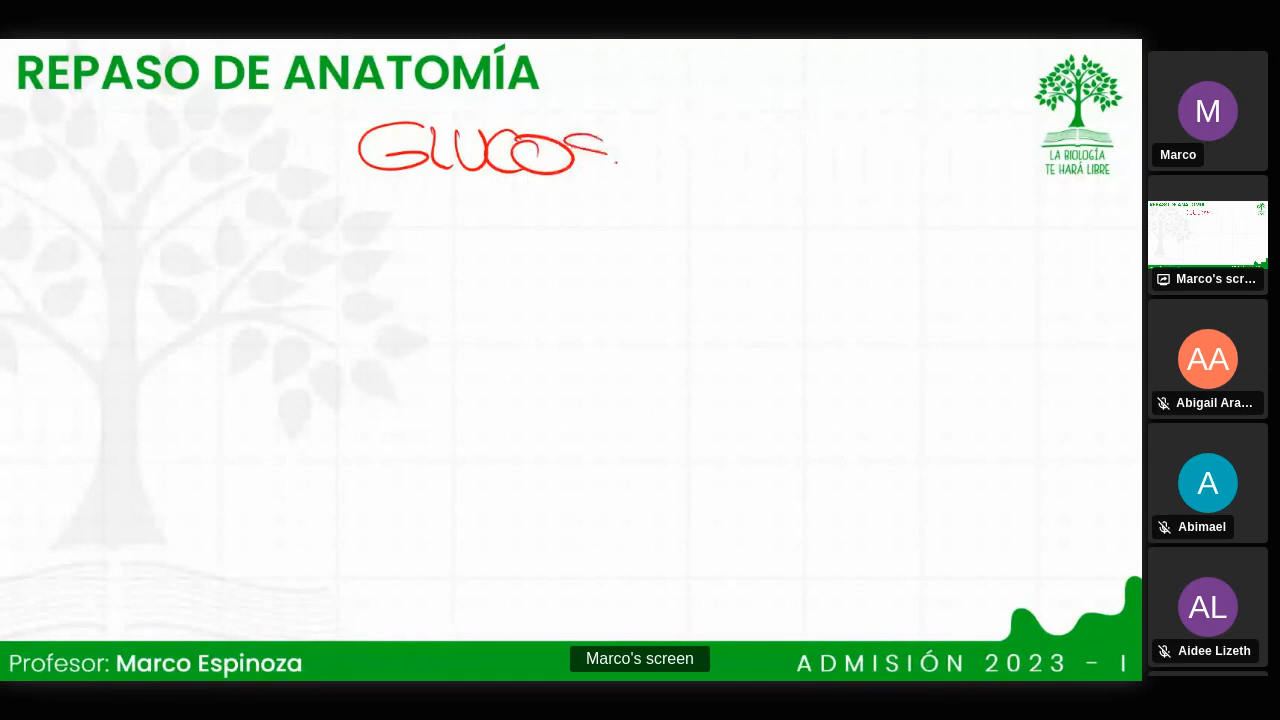 REPASO DE ANATOMÍA
GLUCOS
LA BIOLOGÍA
TE HARÁ LIBRE
Profesor: Marco Espinoza
Marco's screen
ADMISIÓN 2023 - I
M
Marco
Marco's scr...
AA
Abigail Ara...
A
Abimael
AL
Aidee Lizeth